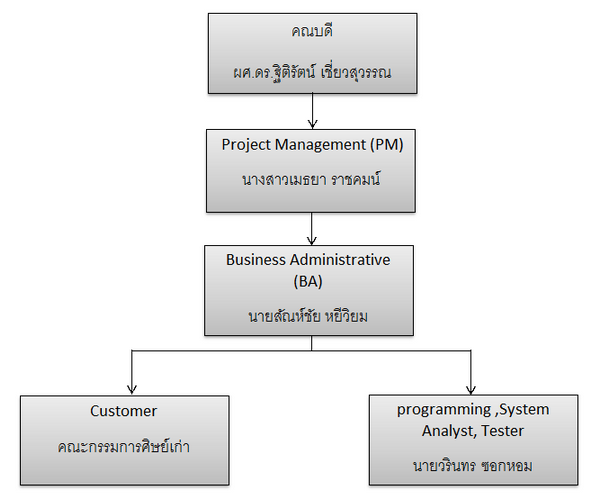 คณบดี
ผศ.ดร.ฐิติรัตน์ เชี่ยวสุวรรณ
Project Management (PM)
นางสาวเมธยา ราชคมน์
Business Administrative
(BA)
นายสัณห์ชัย หยีวิยม
Customer
คณะกรรมการศิษย์เก่า
programming ,System
Analyst, Tester
นายวรินทร ซอกหอม